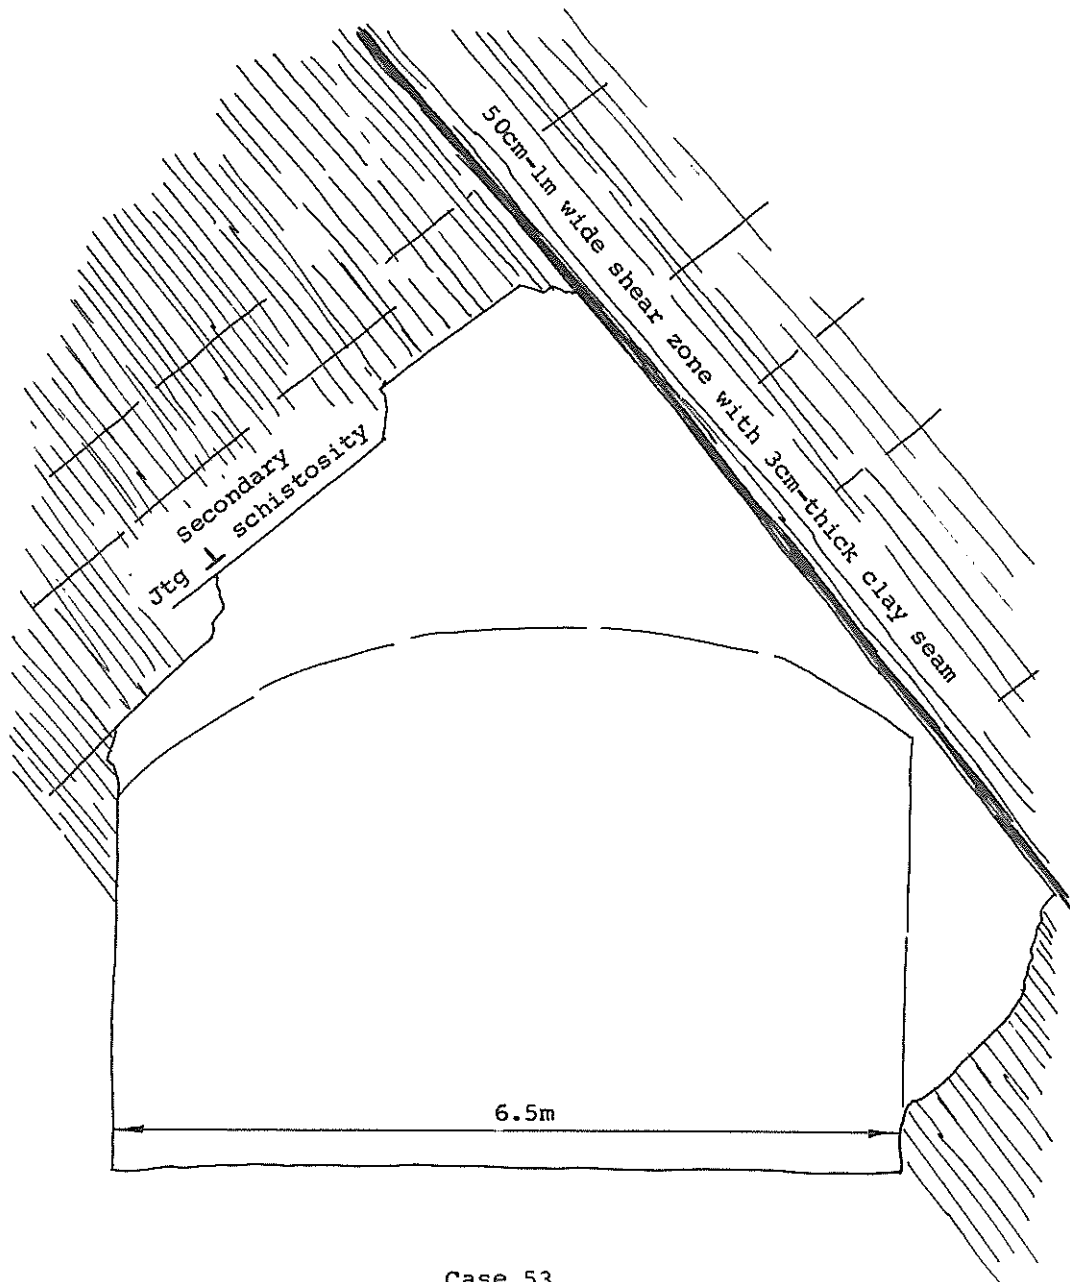 50cm-1m wide shear zone with 3cm-thick clay seam
Secondary
Jtg ⊥ schistosity
6.5m
Case 53